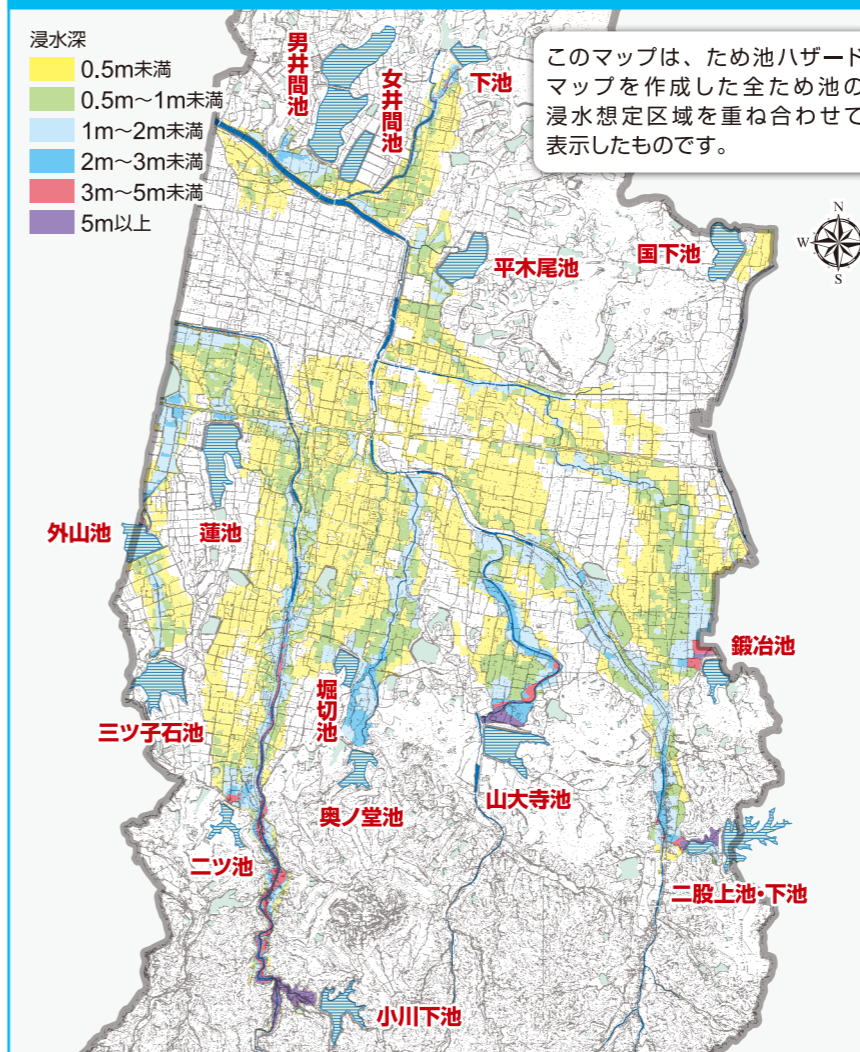 浸水深
0.5m未満
0.5m～1m未満
1m～2m未満
2m～3m未満
3m～5m未満
5m以上
このマップは、ため池ハザード
マップを作成した全ため池の
浸水想定区域を重ね合わせて
表示したものです。
男井間池
女井間池
下池
平木尾池
国下池
N
W
S
外山池
蓮池
鍛冶池
三ツ子石池
堀切池
奥ノ堂池
山大寺池
二ツ池
二股上池・下池
小川下池